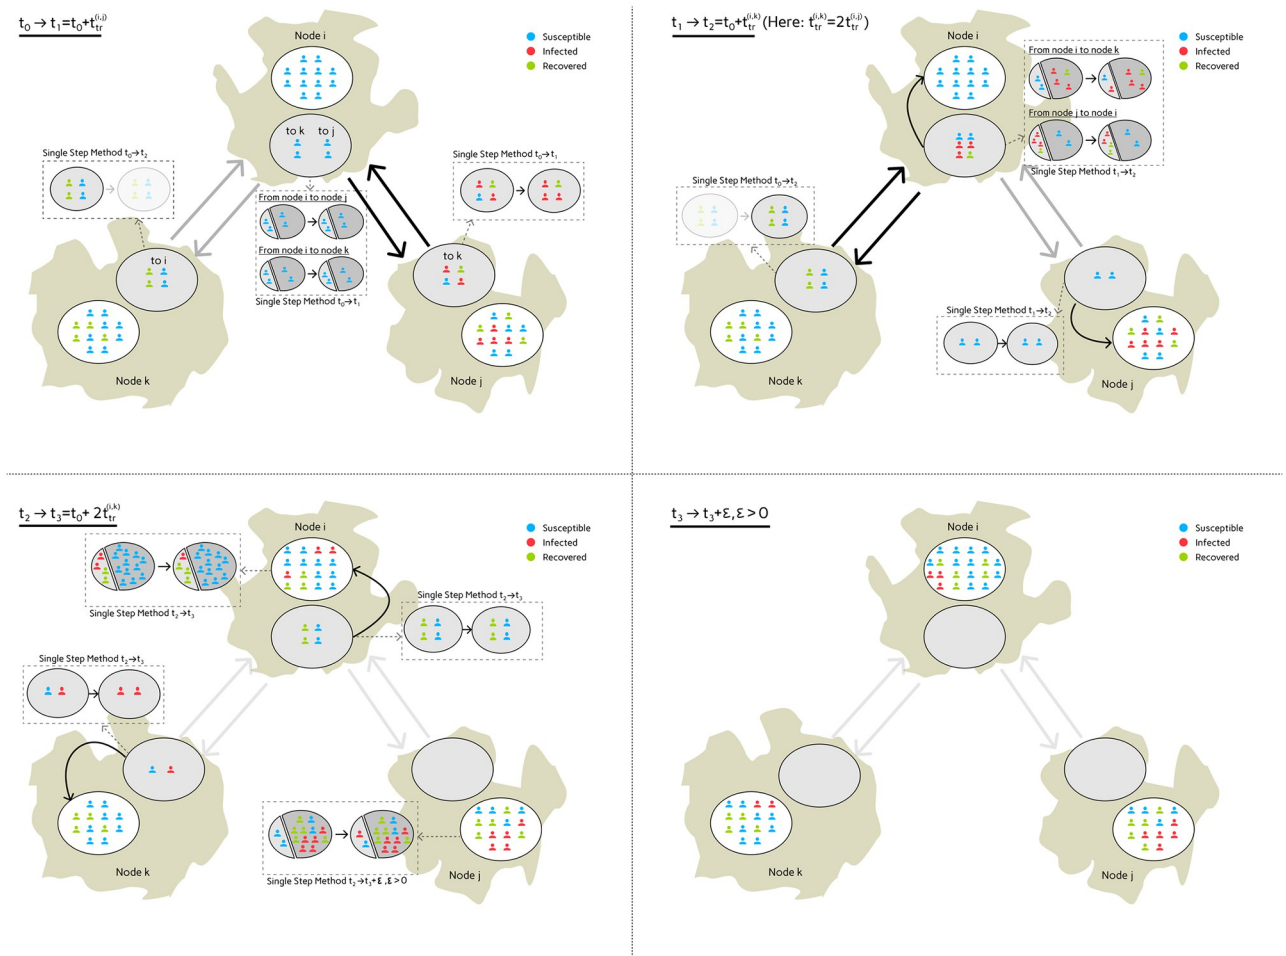 t₀ → t₁=t₀+t_tr^(i,j)
Node i
Susceptible
Infected
Recovered
to k to j
Single Step Method t₀→t₂
Single Step Method t₀→t₁
From node i to node j
From node i to node k
Single Step Method t₀→t₁
to i
to k
Node k
Node j
t₁ → t₂=t₀+t_tr^(i,k) (Here: t_tr^(i,k)=2t_tr^(i,j))
Node i
Susceptible
Infected
Recovered
From node i to node k
From node j to node i
Single Step Method t₁→t₂
Single Step Method t₀→t₂
Single Step Method t₁→t₂
Node k
Node j
t₂ → t₃=t₀+ 2t_tr^(i,k)
Node i
Susceptible
Infected
Recovered
Single Step Method t₂→t₃
Single Step Method t₂→t₃
Single Step Method t₂→t₃
Node k
Node j
Single Step Method t₂→t₃+ε,ε>0
t₃ → t₃+ε,ε>0
Node i
Susceptible
Infected
Recovered
Node k
Node j